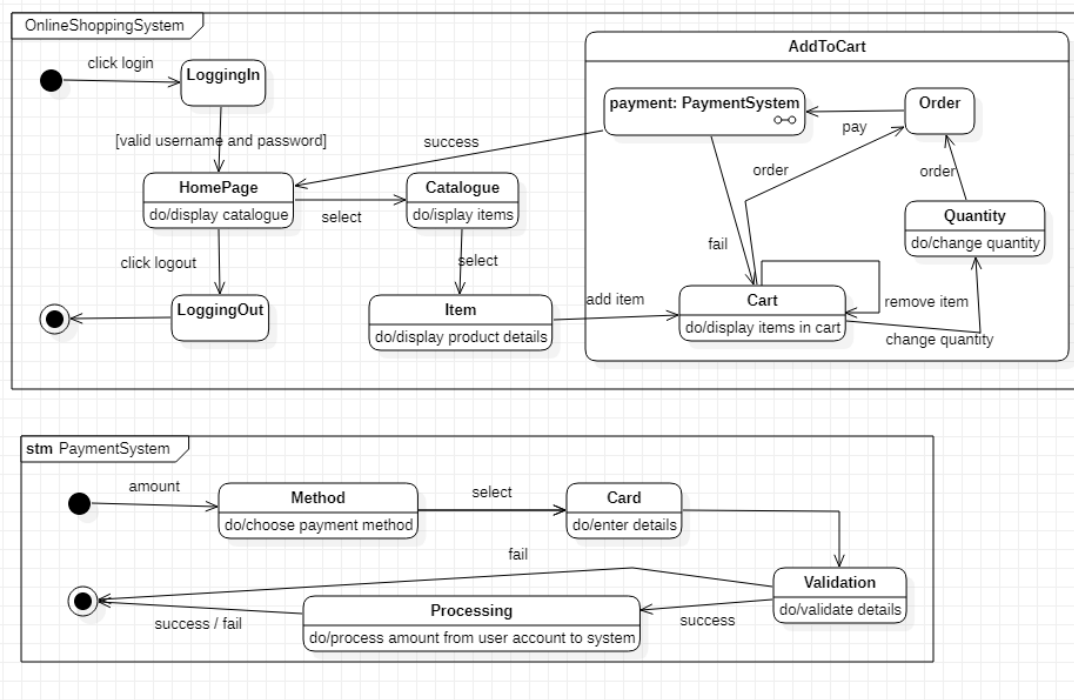 OnlineShoppingSystem
AddToCart
click login
LoggingIn
payment: PaymentSystem
Order
pay
[valid username and password]
success
order
order
HomePage
do/display catalogue
select
Catalogue
do/isplay items
Quantity
do/change quantity
click logout
select
fail
LoggingOut
Item
do/display product details
add item
Cart
do/display items in cart
remove item
change quantity
stm PaymentSystem
amount
Method
do/choose payment method
select
Card
do/enter details
fail
Validation
do/validate details
success / fail
Processing
do/process amount from user account to system
success